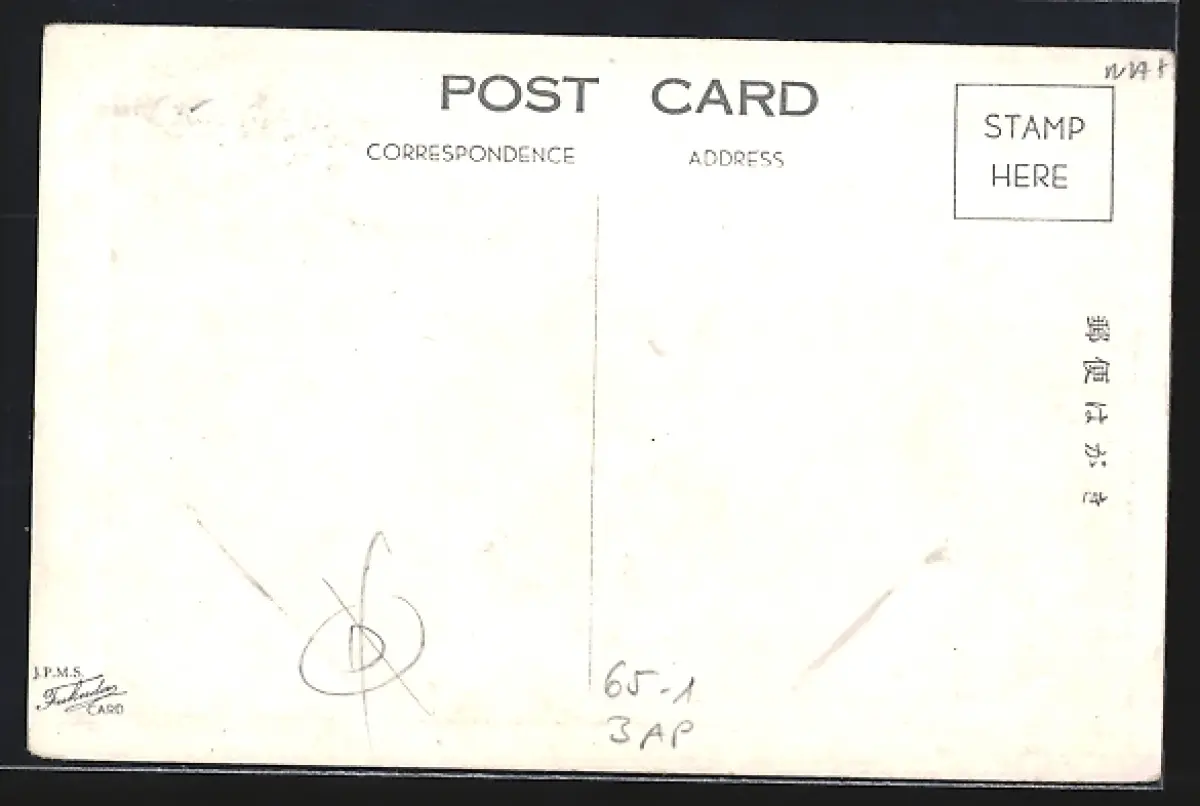 POST CARD
CORRESPONDENCE
ADDRESS
STAMP
HERE
郵便はがき
J.P.M.S.
CARD
65-1
3AP